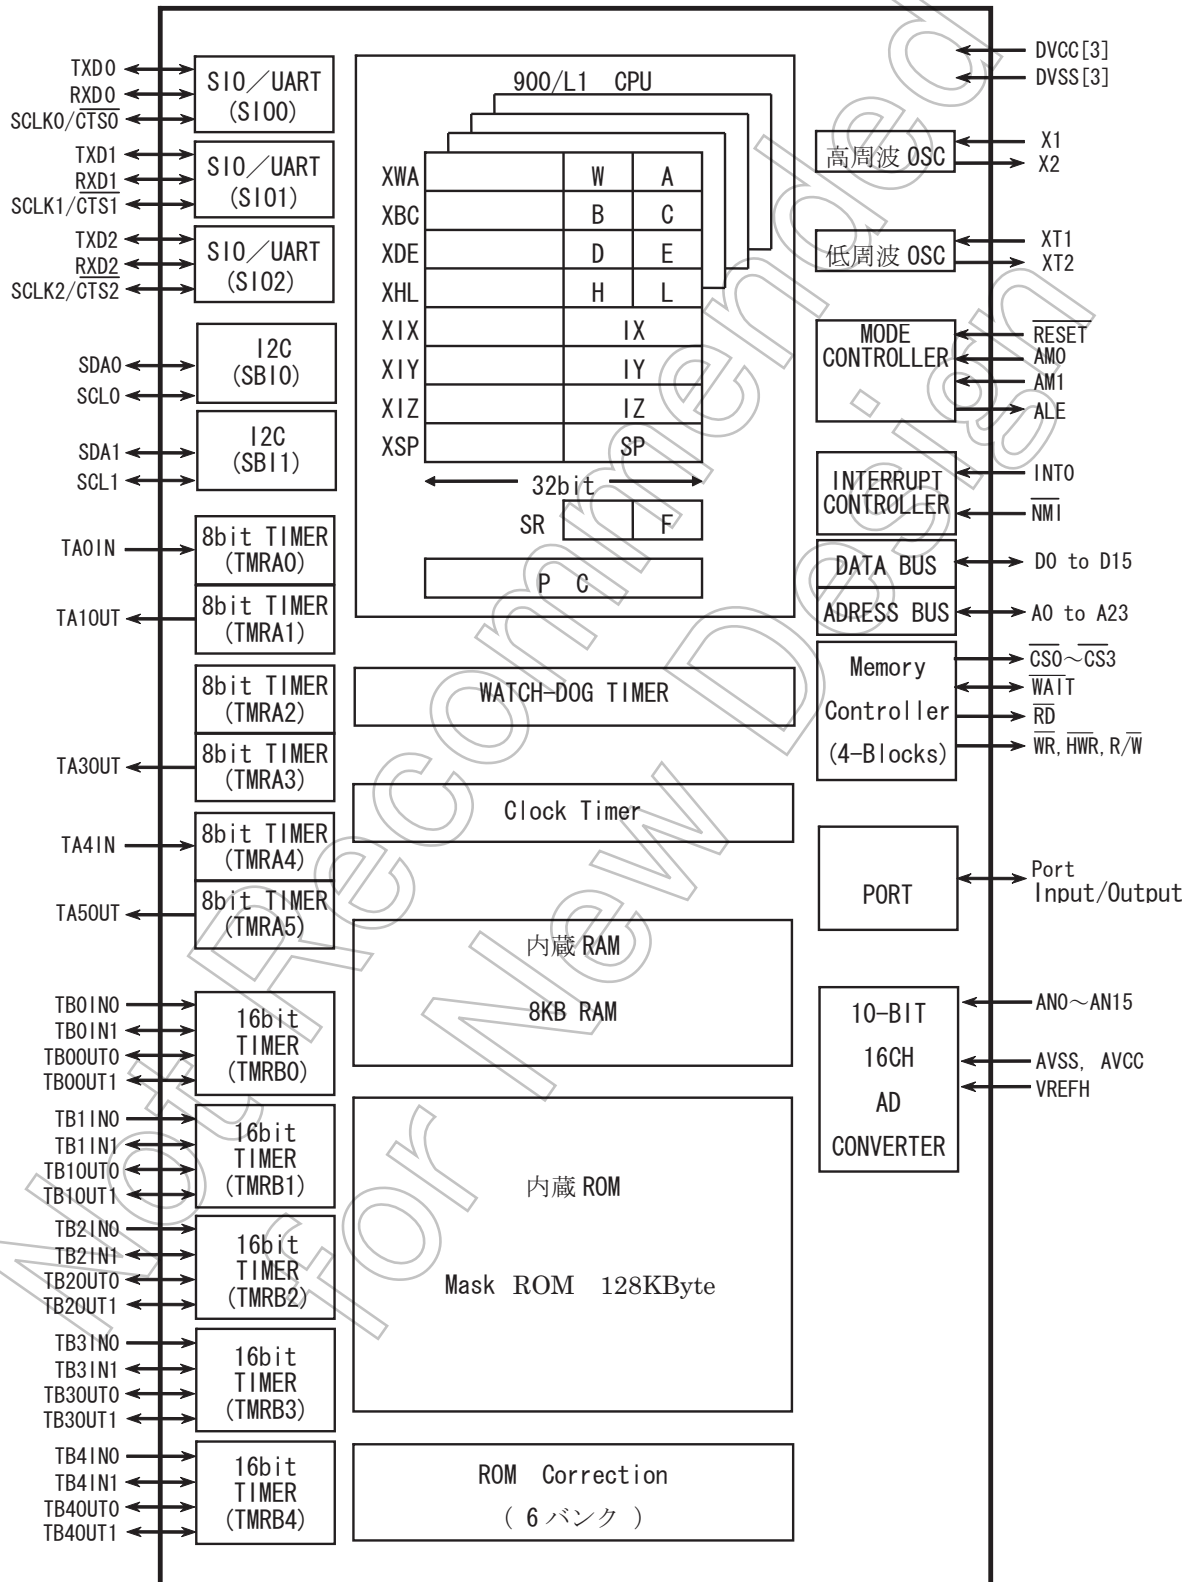 TXD0
RXD0
SCLK0/CTS0
SIO／UART
(SIO0)
TXD1
RXD1
SCLK1/CTS1
SIO／UART
(SIO1)
TXD2
RXD2
SCLK2/CTS2
SIO／UART
(SIO2)
SDA0
SCL0
I2C
(SBI0)
SDA1
SCL1
I2C
(SBI1)
TA0IN
8bit TIMER
(TMRA0)
TA1OUT
8bit TIMER
(TMRA1)
8bit TIMER
(TMRA2)
TA3OUT
8bit TIMER
(TMRA3)
TA4IN
8bit TIMER
(TMRA4)
TA5OUT
8bit TIMER
(TMRA5)
TB0IN0
TB0IN1
TB0OUT0
TB0OUT1
16bit
TIMER
(TMRB0)
TB1IN0
TB1IN1
TB1OUT0
TB1OUT1
16bit
TIMER
(TMRB1)
TB2IN0
TB2IN1
TB2OUT0
TB2OUT1
16bit
TIMER
(TMRB2)
TB3IN0
TB3IN1
TB3OUT0
TB3OUT1
16bit
TIMER
(TMRB3)
TB4IN0
TB4IN1
TB4OUT0
TB4OUT1
16bit
TIMER
(TMRB4)
900/L1 CPU
XWA W A
XBC B C
XDE D E
XHL H L
XIX IX
XIY IY
XIZ IZ
XSP SP
32bit
SR F
P C
WATCH-DOG TIMER
Clock Timer
内蔵 RAM
8KB RAM
内蔵 ROM
Mask ROM 128KByte
ROM Correction
( 6 バンク )
DVCC[3]
DVSS[3]
高周波 OSC
X1
X2
低周波 OSC
XT1
XT2
MODE
CONTROLLER
RESET
AM0
AM1
ALE
INTERRUPT
CONTROLLER
INT0
NMI
DATA BUS
D0 to D15
ADRESS BUS
A0 to A23
Memory
Controller
(4-Blocks)
CS0～CS3
WAIT
RD
WR, HWR, R/W
PORT
Port
Input/Output
10-BIT
16CH
AD
CONVERTER
AN0～AN15
AVSS, AVCC
VREFH
Not Recommended
for New Design